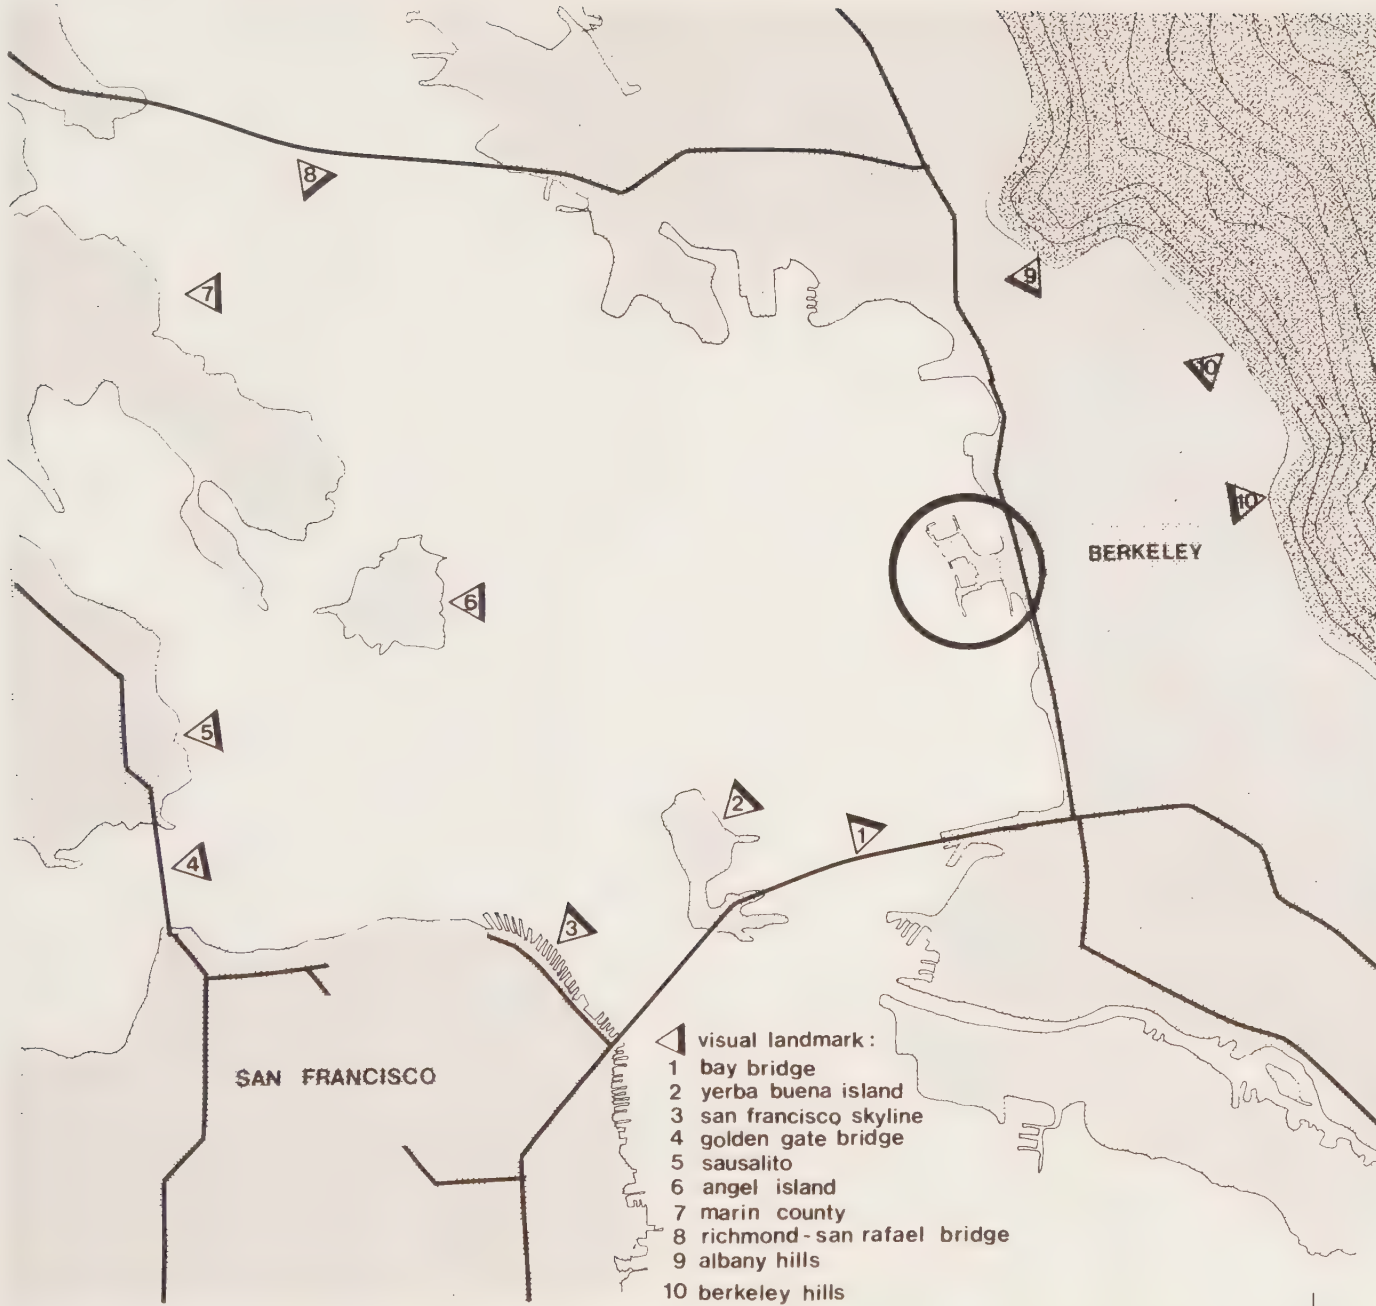 8
7
9
10
10
BERKELEY
6
5
2
1
4
3
SAN FRANCISCO
visual landmark :
1 bay bridge
2 yerba buena island
3 san francisco skyline
4 golden gate bridge
5 sausalito
6 angel island
7 marin county
8 richmond - san rafael bridge
9 albany hills
10 berkeley hills